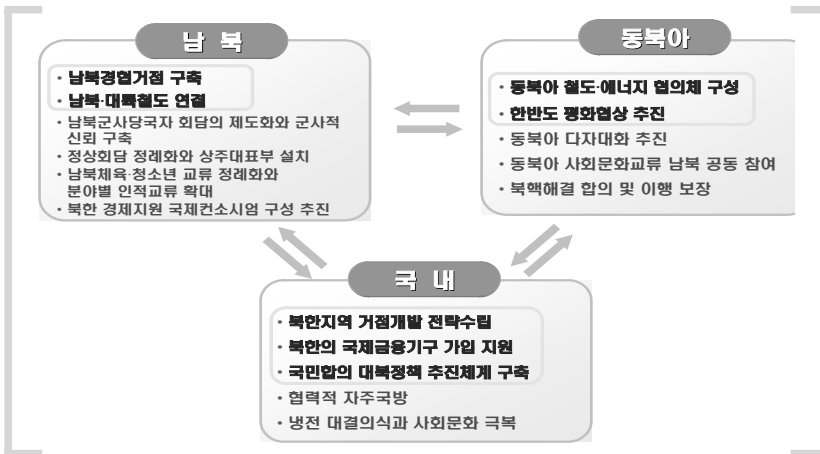 남 북
· 남북경협거점 구축
· 남북·대륙철도 연결
· 남북군사당국자 회담의 제도화와 군사적
신뢰 구축
· 정상회담 정례화와 상주대표부 설치
· 남북체육·청소년 교류 정례화와
분야별 인적교류 확대
· 북한 경제지원 국제컨소시엄 구성 추진
동북아
· 동북아 철도·에너지 협의체 구성
· 한반도 평화협상 추진
· 동북아 다자대화 추진
· 동북아 사회문화교류 남북 공동 참여
· 북핵해결 합의 및 이행 보장
국 내
· 북한지역 거점개발 전략수립
· 북한의 국제금융기구 가입 지원
· 국민합의 대북정책 추진체계 구축
· 협력적 자주국방
· 냉전 대결의식과 사회문화 극복